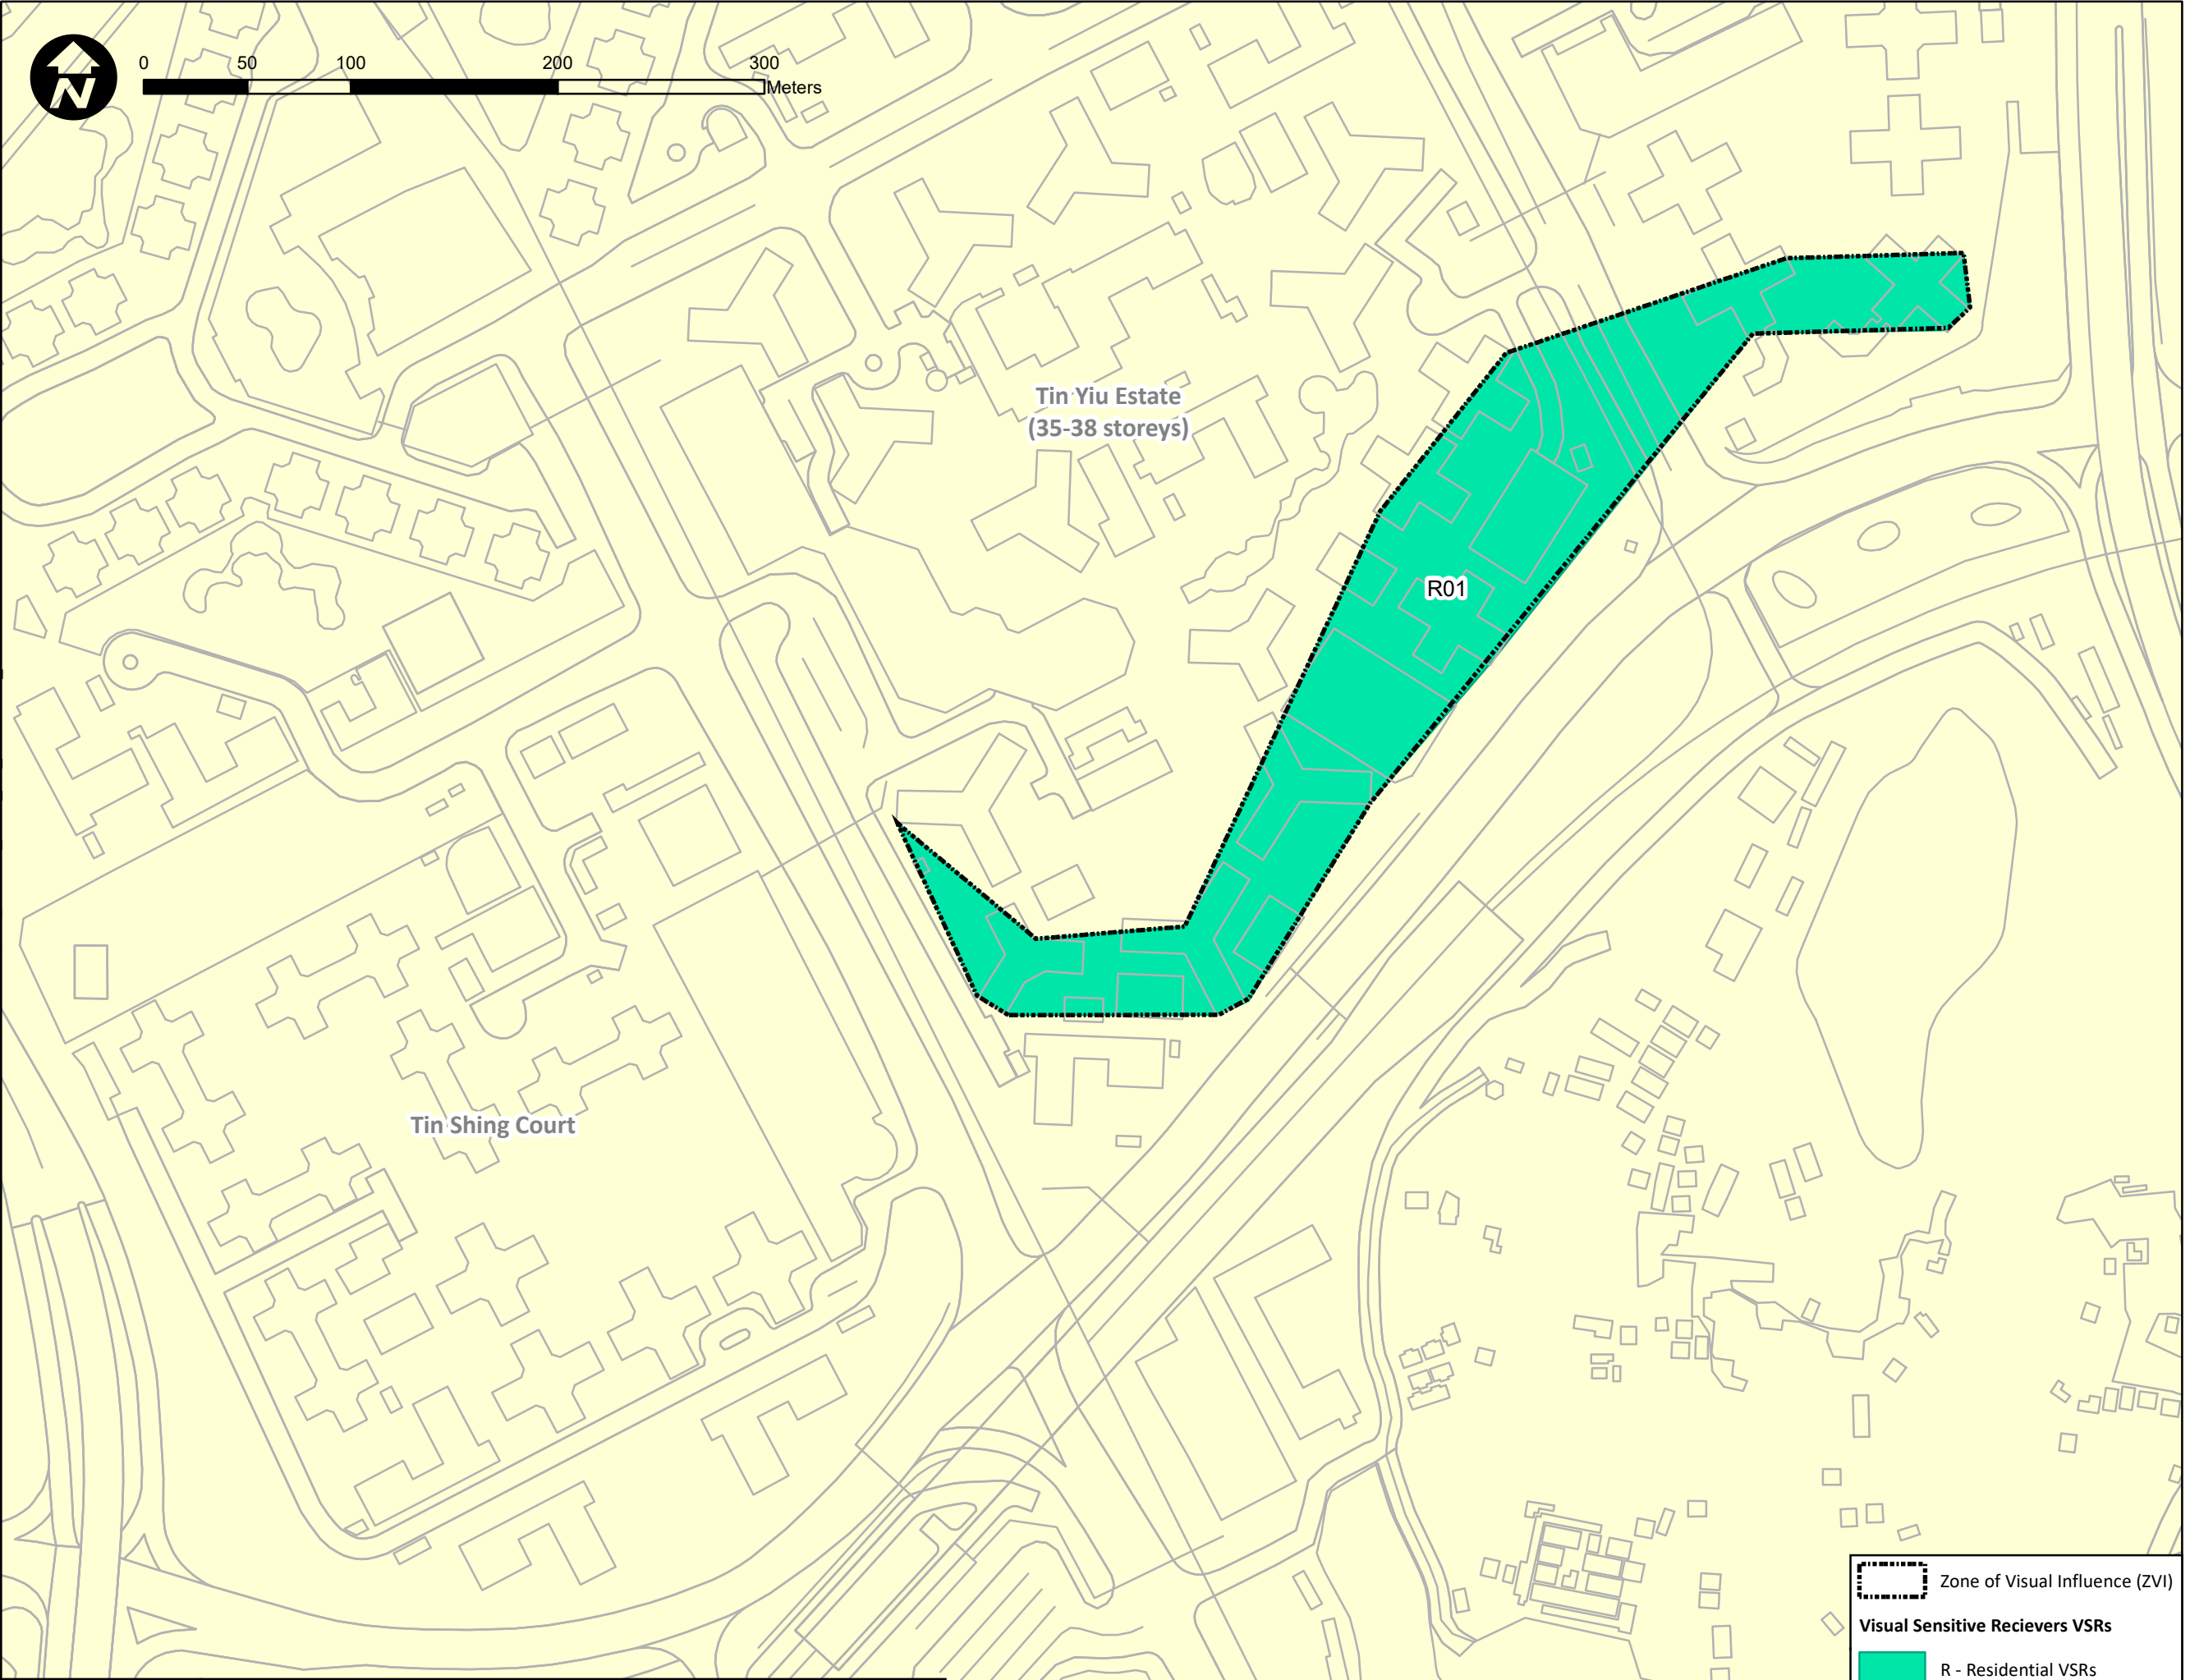 0 50 100 200 300
Meters
N
Tin Yiu Estate
(35-38 storeys)
R01
Tin Shing Court
Zone of Visual Influence (ZVI)
Visual Sensitive Recievers VSRs
R - Residential VSRs